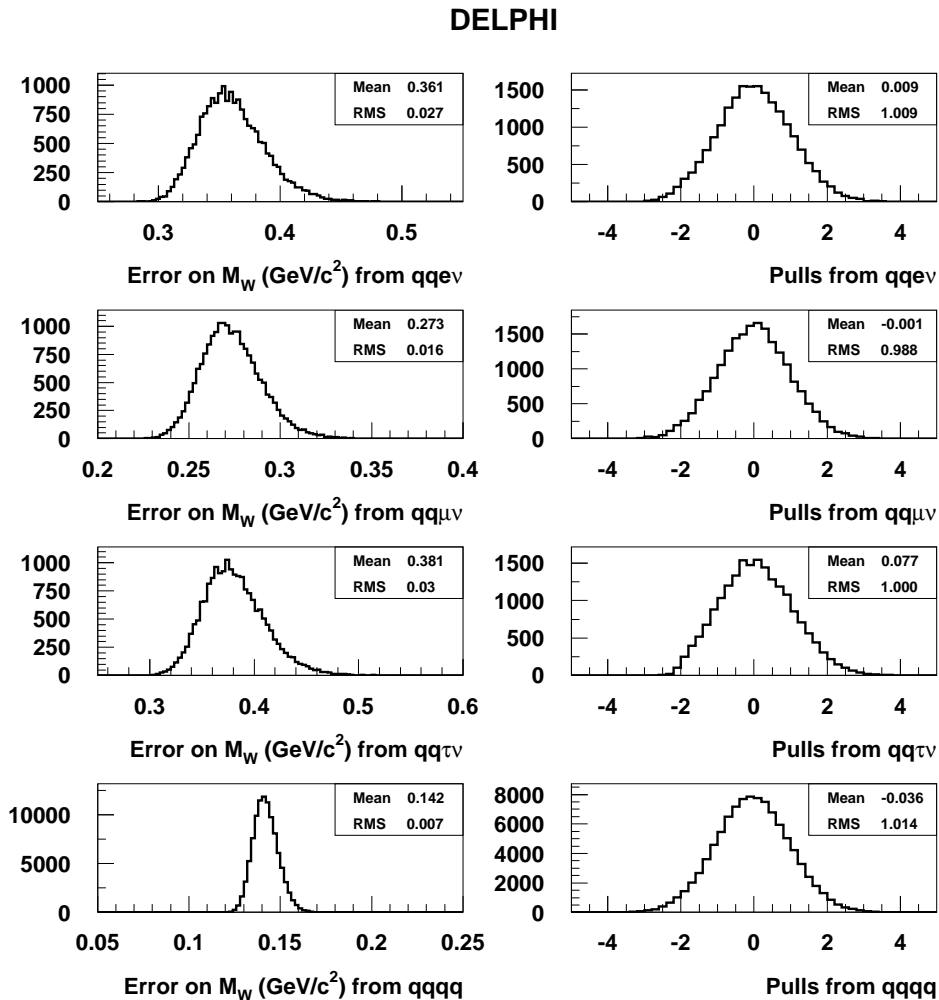 DELPHI
Mean 0.361
RMS 0.027
1000
750
500
250
0
0.3 0.4 0.5
Error on M_W (GeV/c²) from qqeν
Mean 0.009
RMS 1.009
1500
1000
500
0
-4 -2 0 2 4
Pulls from qqeν
Mean 0.273
RMS 0.016
1000
750
500
250
0
0.2 0.25 0.3 0.35 0.4
Error on M_W (GeV/c²) from qqμν
Mean -0.001
RMS 0.988
1500
1000
500
0
-4 -2 0 2 4
Pulls from qqμν
Mean 0.381
RMS 0.03
1000
750
500
250
0
0.3 0.4 0.5 0.6
Error on M_W (GeV/c²) from qqτν
Mean 0.077
RMS 1.000
1500
1000
500
0
-4 -2 0 2 4
Pulls from qqτν
Mean 0.142
RMS 0.007
10000
5000
0
0.05 0.1 0.15 0.2 0.25
Error on M_W (GeV/c²) from qqqq
Mean -0.036
RMS 1.014
8000
6000
4000
2000
0
-4 -2 0 2 4
Pulls from qqqq